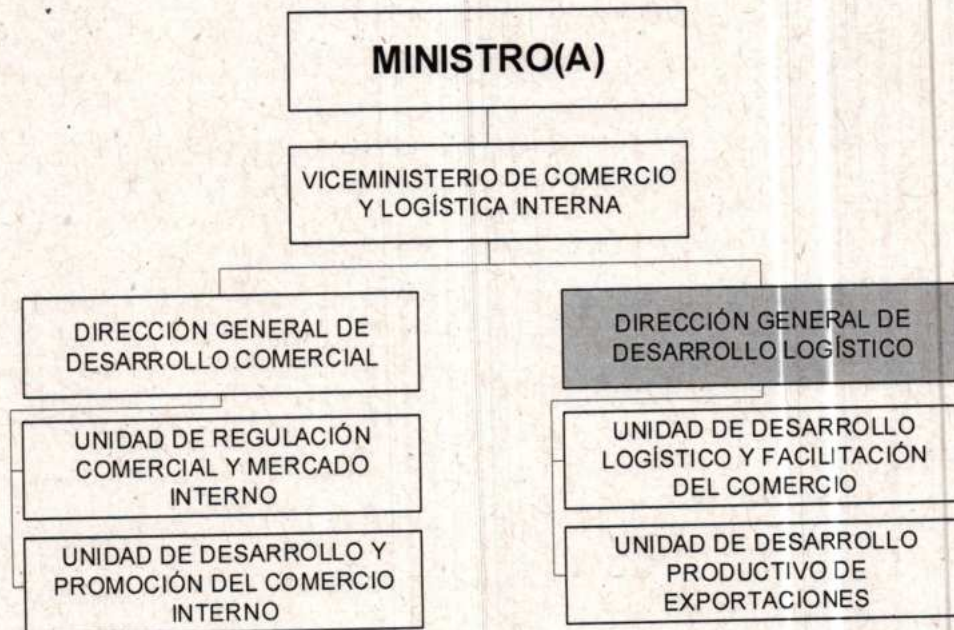 MINISTRO(A)
VICEMINISTERIO DE COMERCIO
Y LOGÍSTICA INTERNA
DIRECCIÓN GENERAL DE
DESARROLLO COMERCIAL
UNIDAD DE REGULACIÓN
COMERCIAL Y MERCADO
INTERNO
UNIDAD DE DESARROLLO Y
PROMOCIÓN DEL COMERCIO
INTERNO
DIRECCIÓN GENERAL DE
DESARROLLO LOGÍSTICO
UNIDAD DE DESARROLLO
LOGÍSTICO Y FACILITACIÓN
DEL COMERCIO
UNIDAD DE DESARROLLO
PRODUCTIVO DE
EXPORTACIONES